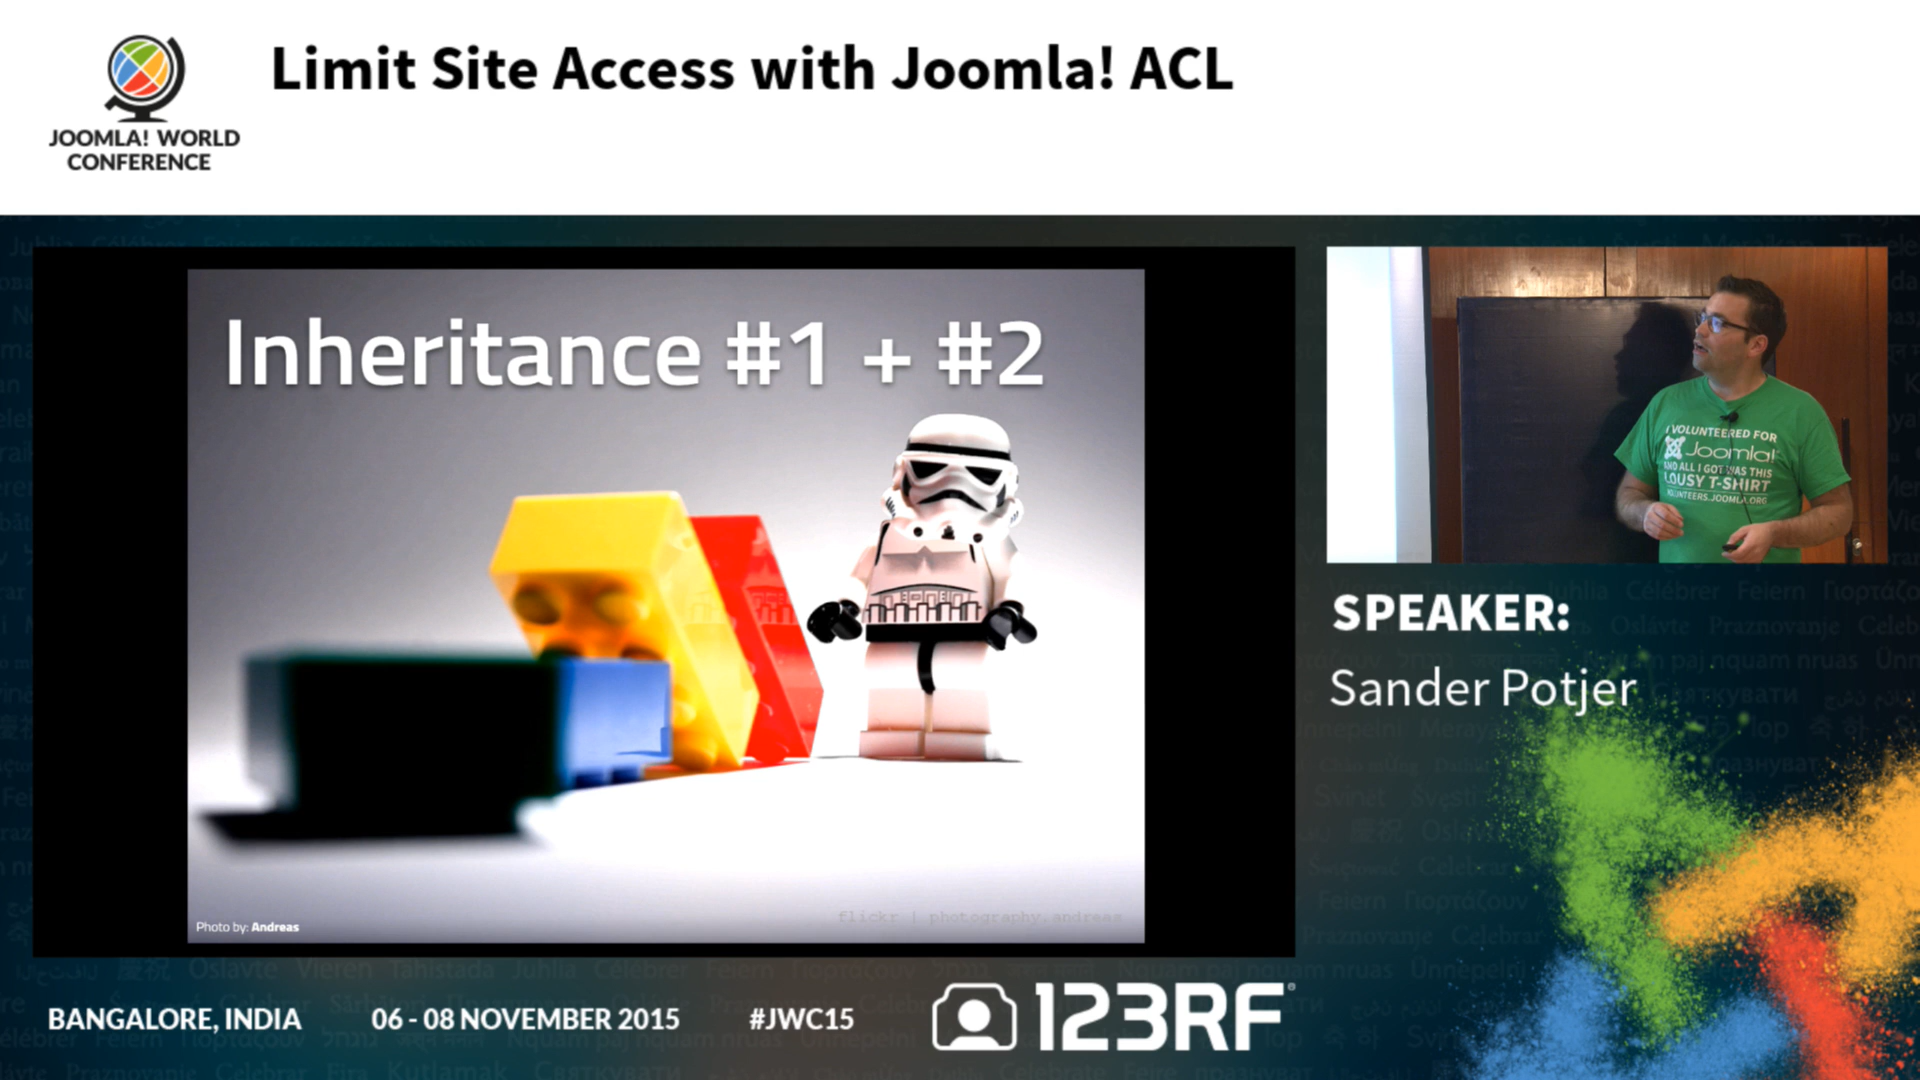 Limit Site Access with Joomla! ACL
JOOMLA! WORLD
CONFERENCE
Inheritance #1 + #2
I VOLUNTEERED FOR
Joomla!
AND ALL I GOT WAS THIS
LOUSY T-SHIRT
VOLUNTEERS.JOOMLA.ORG
SPEAKER:
Sander Potjer
flickr | photography.andreas
Photo by: Andreas
BANGALORE, INDIA
06 - 08 NOVEMBER 2015
#JWC15
123RF